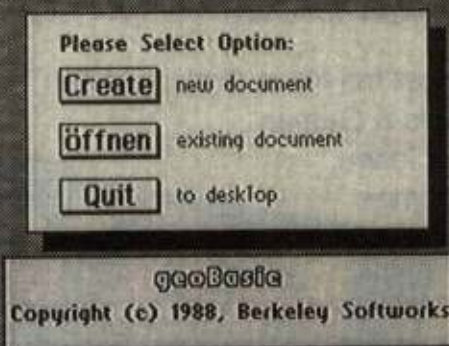 Please Select Option:
Create new document
öffnen existing document
Quit to deskTop
geoBasic
Copyright (c) 1988, Berkeley Softworks